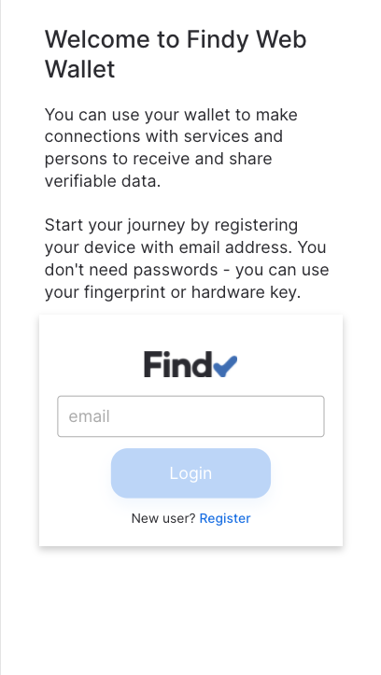 Welcome to Findy Web
Wallet
You can use your wallet to make
connections with services and
persons to receive and share
verifiable data.
Start your journey by registering
your device with email address. You
don't need passwords - you can use
your fingerprint or hardware key.
Find
email
Login
New user? Register